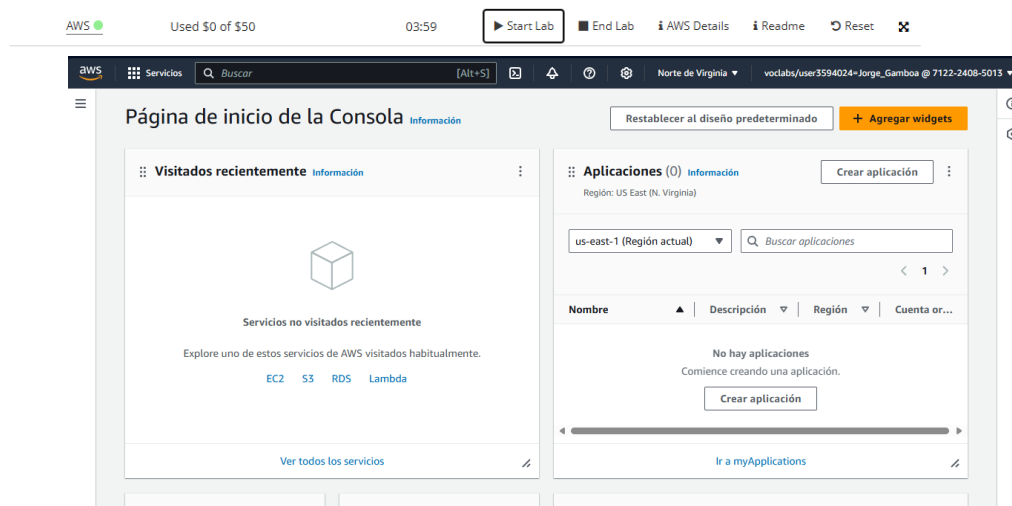 AWS Used $0 of $50 03:59 Start Lab End Lab AWS Details Readme Reset
aws Servicios Buscar [Alt+S] Norte de Virginia voclabs/user3594024=Jorge_Gamboa @ 7122-2408-5013
Página de inicio de la Consola Información Restablecer al diseño predeterminado + Agregar widgets
Visitados recientemente Información
Servicios no visitados recientemente
Explore uno de estos servicios de AWS visitados habitualmente.
EC2 S3 RDS Lambda
Ver todos los servicios
Aplicaciones (0) Información Crear aplicación
Región: US East (N. Virginia)
us-east-1 (Región actual) Buscar aplicaciones
1
Nombre Descripción Región Cuenta or...
No hay aplicaciones
Comience creando una aplicación.
Crear aplicación
Ir a myApplications